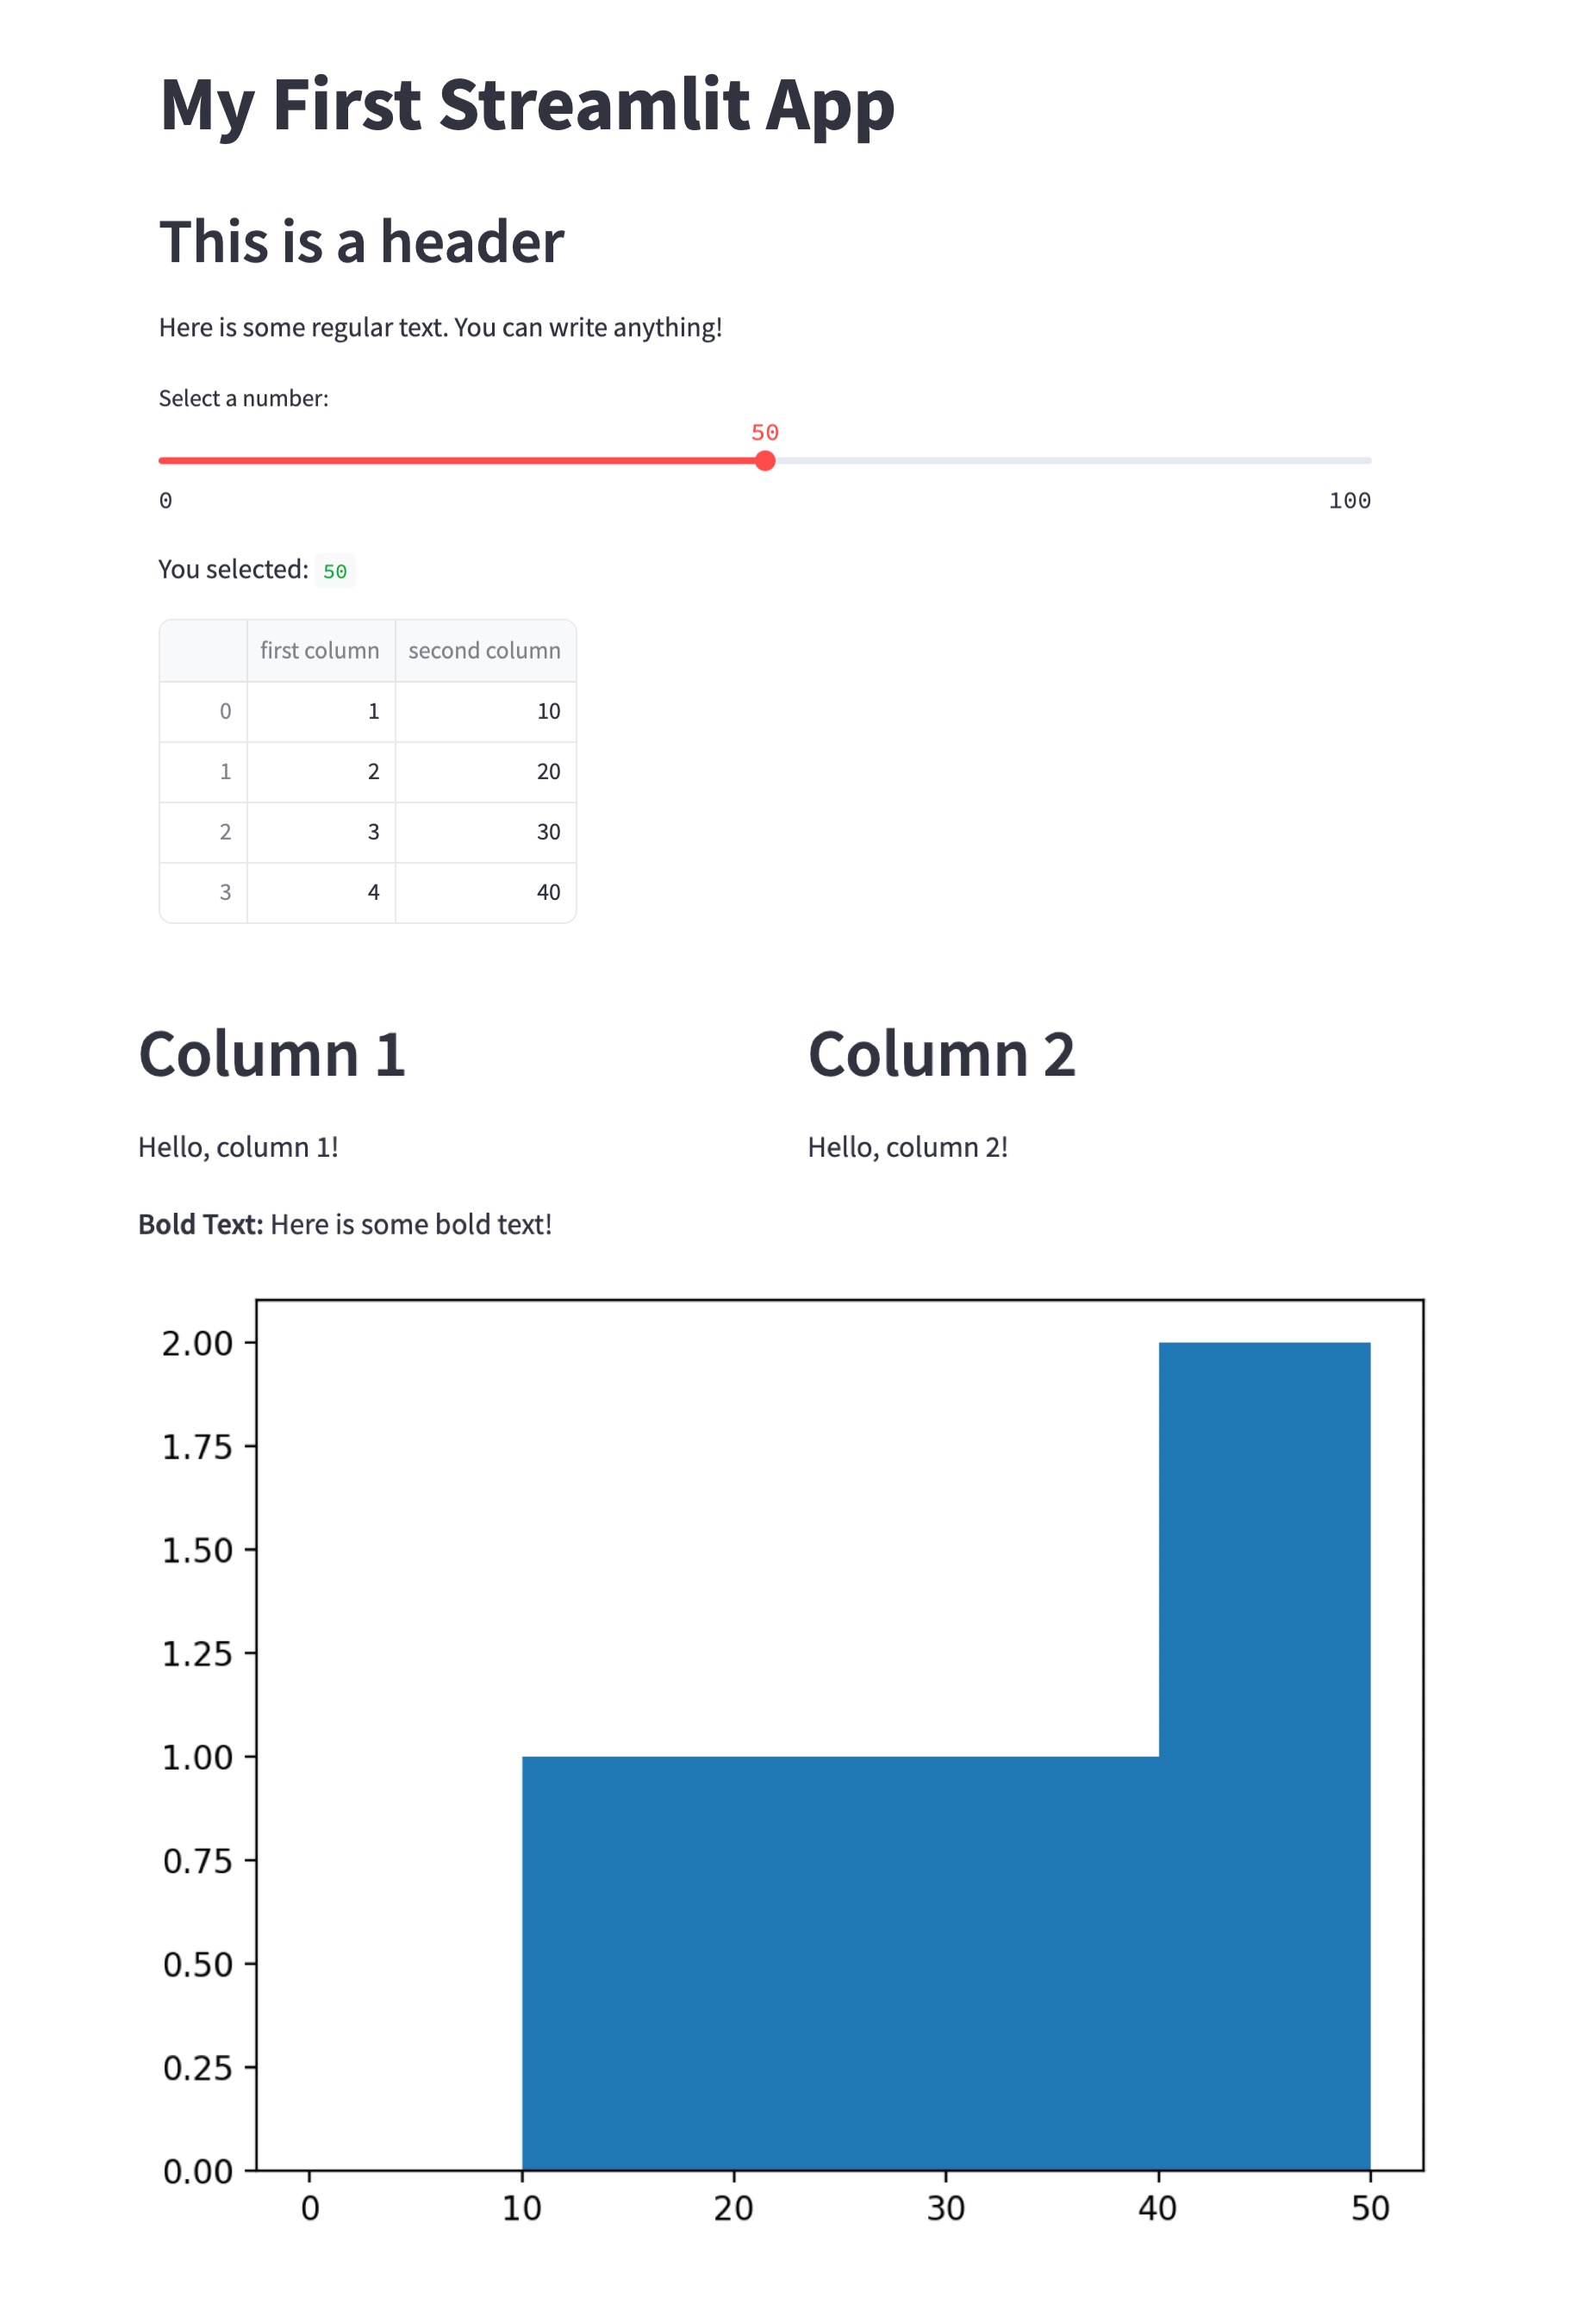 My First Streamlit App
This is a header
Here is some regular text. You can write anything!
Select a number:
50
0 100
You selected: 50
first column second column
0 1 10
1 2 20
2 3 30
3 4 40
Column 1
Hello, column 1!
Column 2
Hello, column 2!
Bold Text: Here is some bold text!
2.00
1.75
1.50
1.25
1.00
0.75
0.50
0.25
0.00
0 10 20 30 40 50